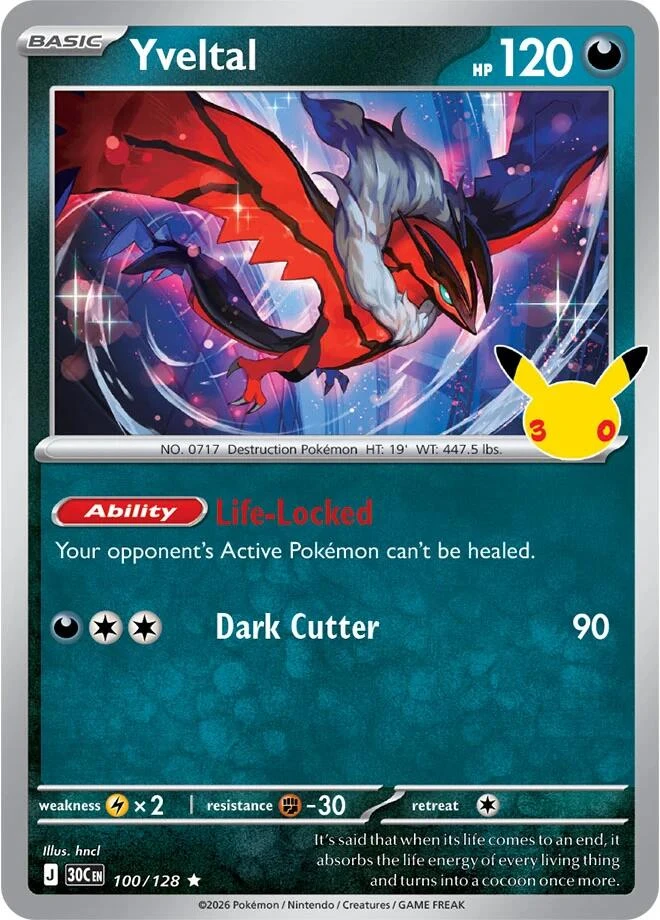 BASIC
Yveltal
HP 120
30
NO. 0717 Destruction Pokémon HT: 19' WT: 447.5 lbs.
Ability Life-Locked
Your opponent's Active Pokémon can't be healed.
Dark Cutter 90
weakness ×2 resistance -30 retreat
Illus. hncl
It's said that when its life comes to an end, it
absorbs the life energy of every living thing
and turns into a cocoon once more.
J 30C EN 100/128 ★
©2026 Pokémon / Nintendo / Creatures / GAME FREAK